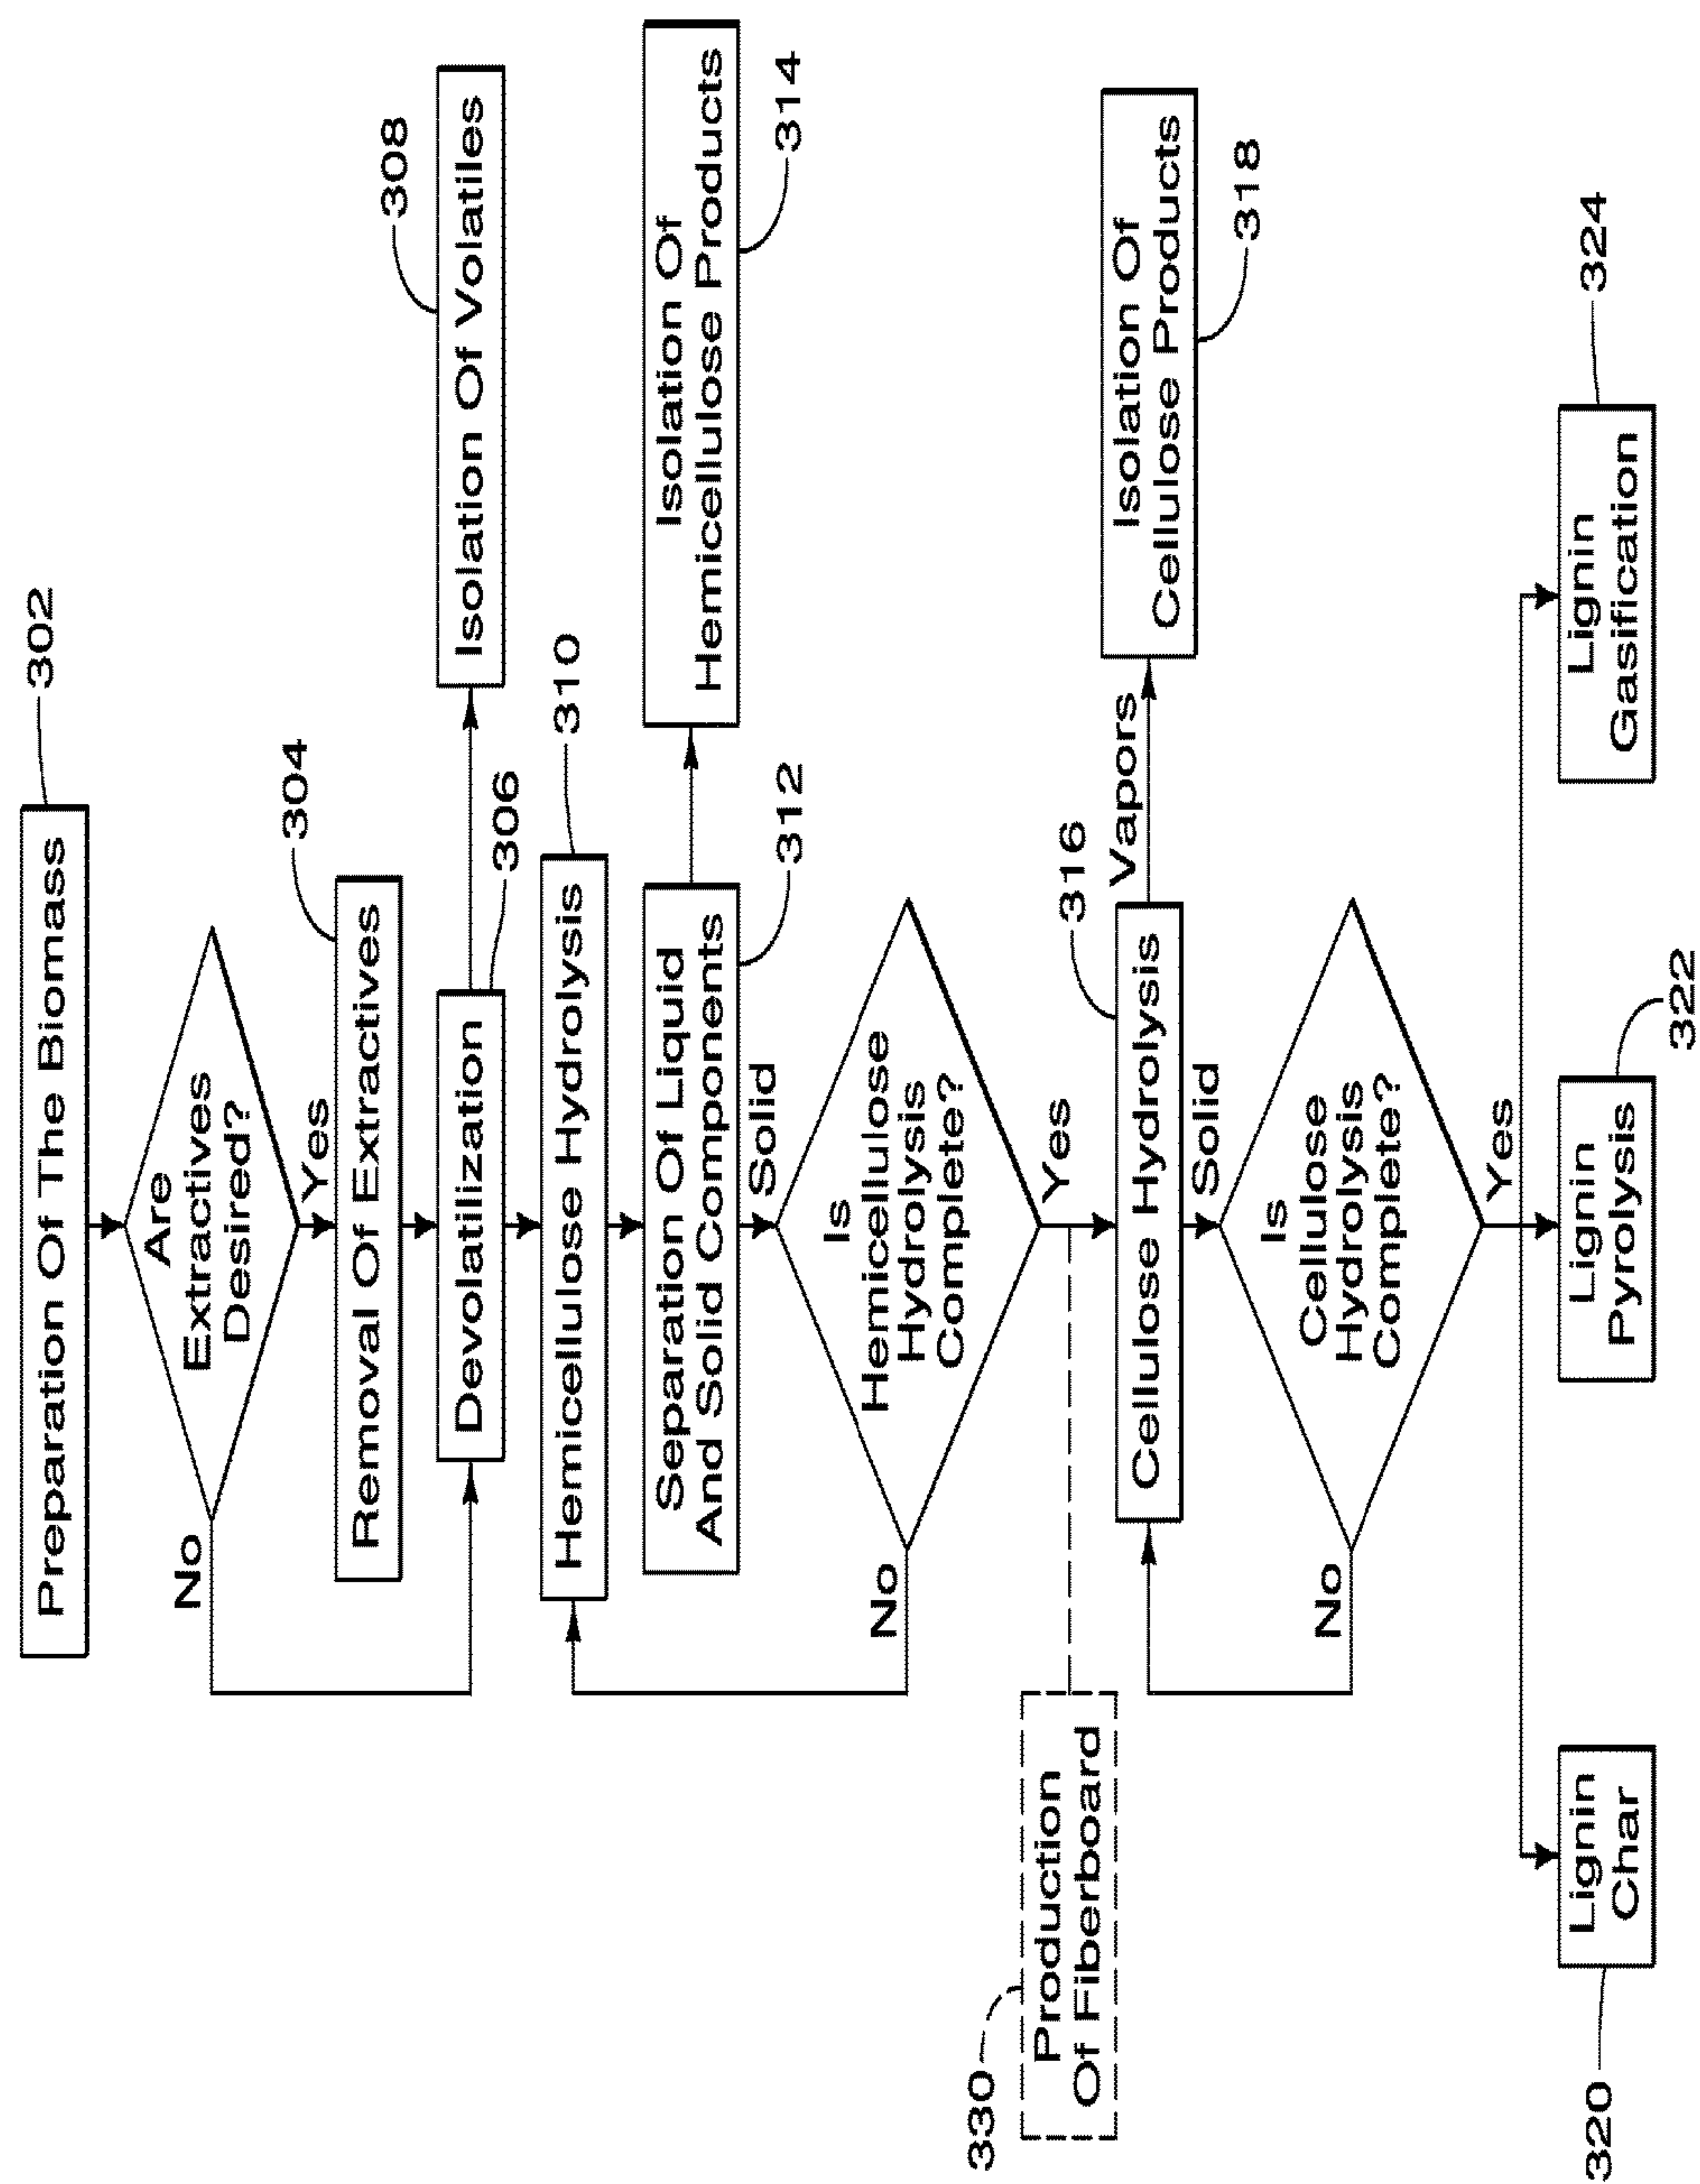 Preparation Of The Biomass
302
Are
Extractives
Desired?
No
Yes
Removal Of Extractives
304
Devolatilization
306
Isolation Of Volatiles
308
Hemicellulose Hydrolysis
310
Separation Of Liquid
And Solid Components
312
Isolation Of
Hemicellulose Products
314
Solid
Is
Hemicellulose
Hydrolysis
Complete?
No
Yes
330
Production
Of Fiberboard
Cellulose Hydrolysis
316
Vapors
Isolation Of
Cellulose Products
318
Solid
Is
Cellulose
Hydrolysis
Complete?
No
Yes
Lignin
Char
320
Lignin
Pyrolysis
322
Lignin
Gasification
324